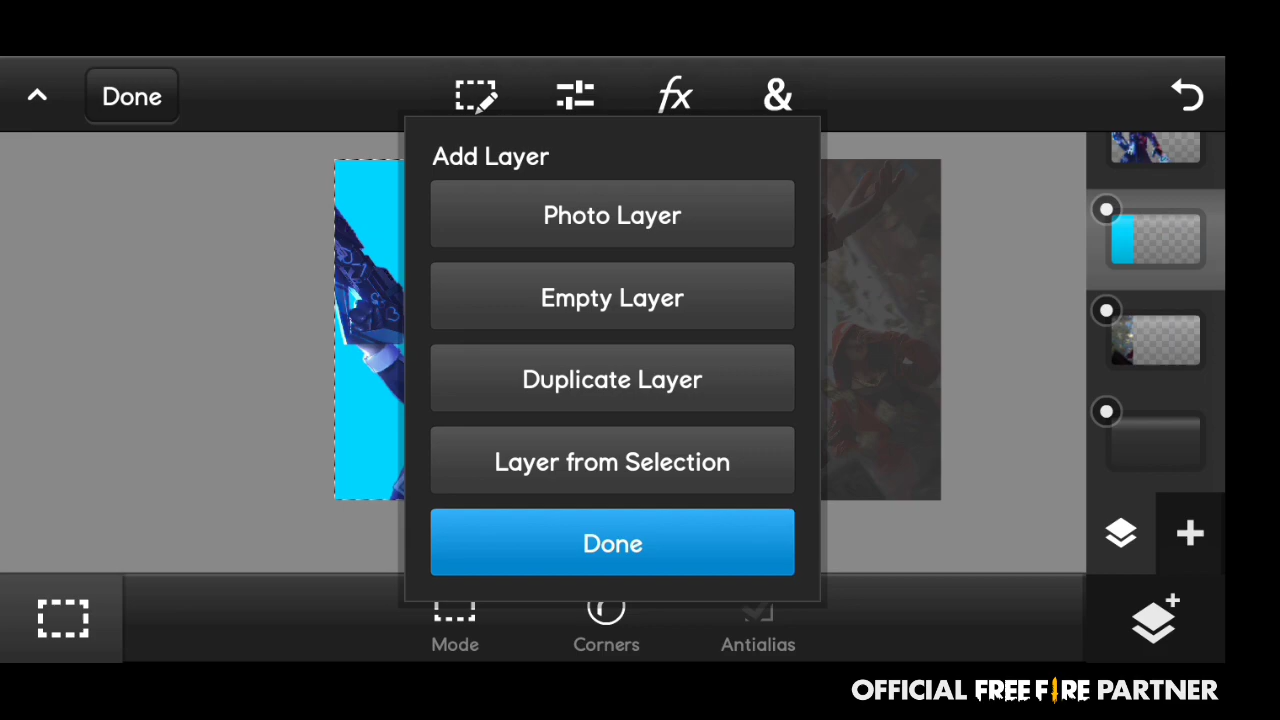 Done
fx
&
Add Layer
Photo Layer
Empty Layer
Duplicate Layer
Layer from Selection
Done
Mode
Corners
Antialias
OFFICIAL FREE FIRE PARTNER